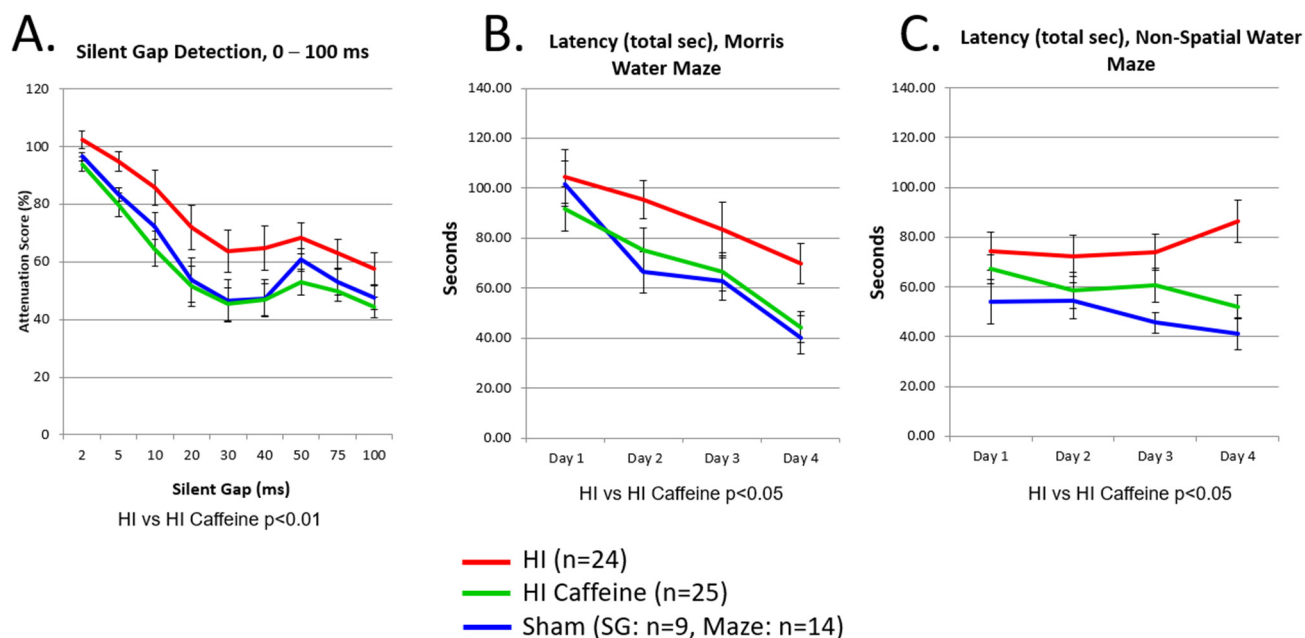 A.
Silent Gap Detection, 0 – 100 ms
120
100
80
60
40
20
0
Attenuation Score (%)
2 5 10 20 30 40 50 75 100
Silent Gap (ms)
HI vs HI Caffeine p<0.01
B.
Latency (total sec), Morris
Water Maze
140.00
120.00
100.00
80.00
60.00
40.00
20.00
0.00
Seconds
Day 1 Day 2 Day 3 Day 4
HI vs HI Caffeine p<0.05
C.
Latency (total sec), Non-Spatial Water
Maze
140.00
120.00
100.00
80.00
60.00
40.00
20.00
0.00
Seconds
Day 1 Day 2 Day 3 Day 4
HI vs HI Caffeine p<0.05
HI (n=24)
HI Caffeine (n=25)
Sham (SG: n=9, Maze: n=14)